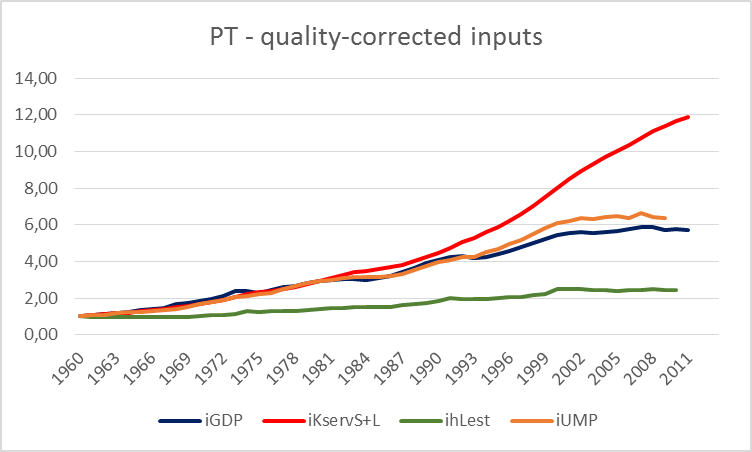 PT - quality-corrected inputs
14,00
12,00
10,00
8,00
6,00
4,00
2,00
0,00
1960 1963 1966 1969 1972 1975 1978 1981 1984 1987 1990 1993 1996 1999 2002 2005 2008 2011
iGDP iKservS+L ihLest iUMP